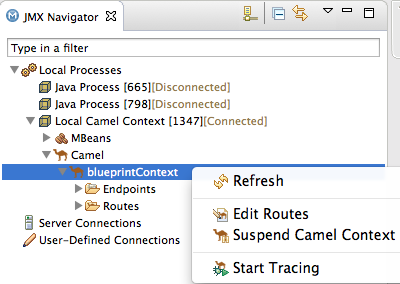 JMX Navigator
Type in a filter
Local Processes
Java Process [665][Disconnected]
Java Process [798][Disconnected]
Local Camel Context [1347][Connected]
MBeans
Camel
blueprintContext
Endpoints
Routes
Server Connections
User-Defined Connections
Refresh
Edit Routes
Suspend Camel Context
Start Tracing